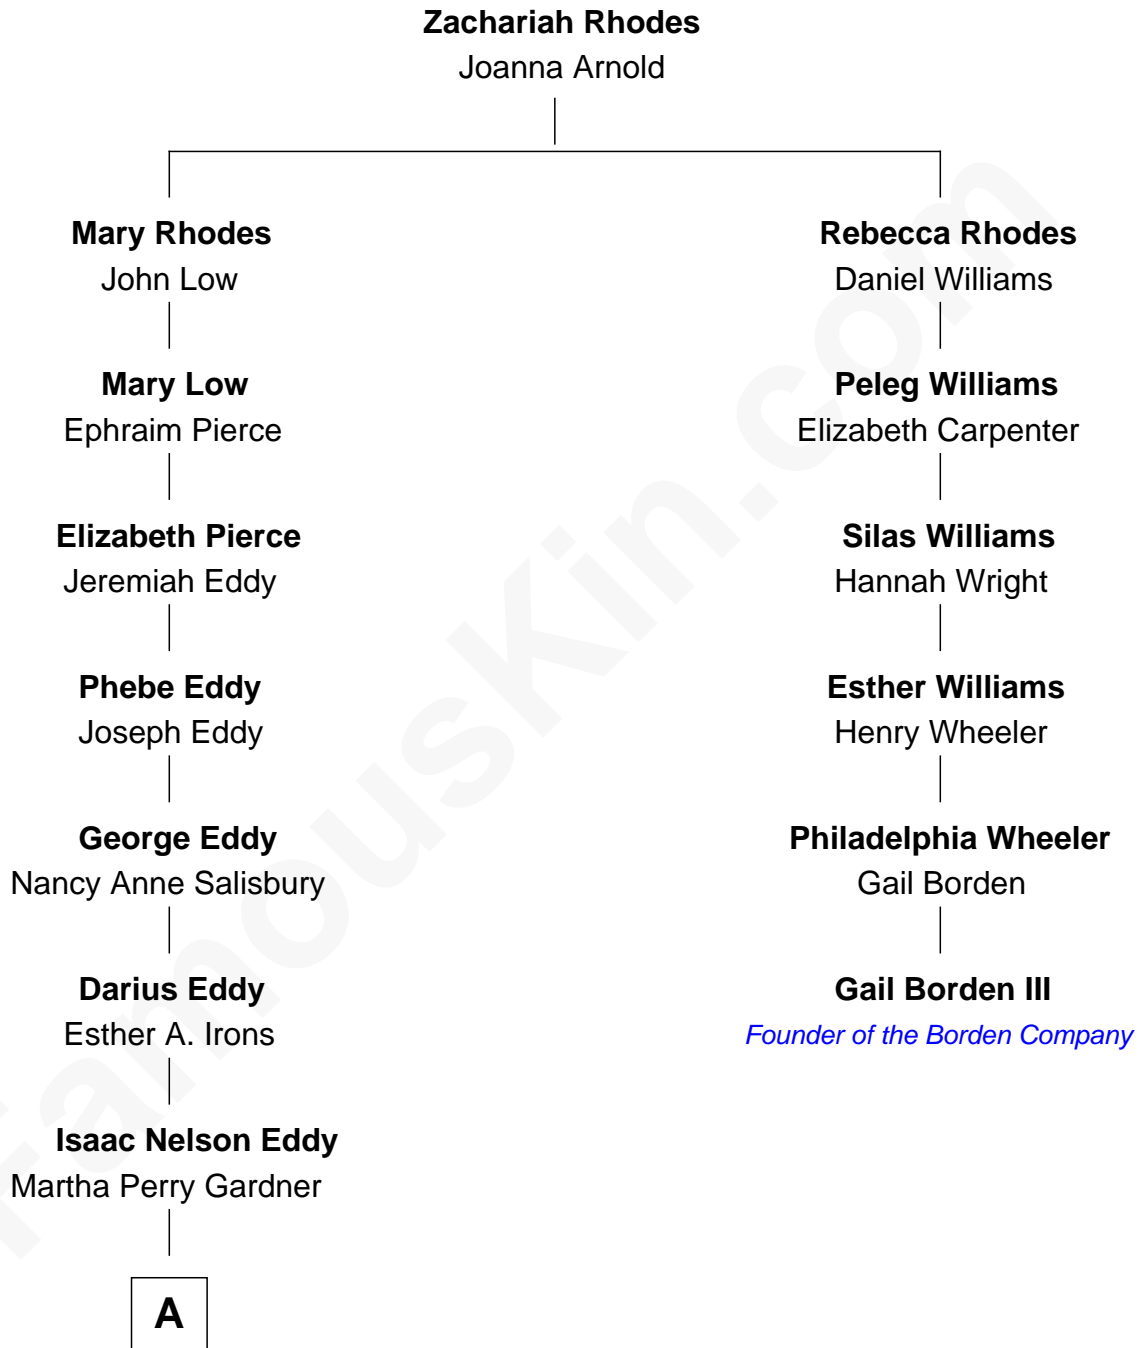 Zachariah Rhodes
Joanna Arnold
Mary Rhodes
John Low
Mary Low
Ephraim Pierce
Elizabeth Pierce
Jeremiah Eddy
Phebe Eddy
Joseph Eddy
George Eddy
Nancy Anne Salisbury
Darius Eddy
Esther A. Irons
Isaac Nelson Eddy
Martha Perry Gardner
A
Rebecca Rhodes
Daniel Williams
Peleg Williams
Elizabeth Carpenter
Silas Williams
Hannah Wright
Esther Williams
Henry Wheeler
Philadelphia Wheeler
Gail Borden
Gail Borden III
Founder of the Borden Company
FamousKin.com